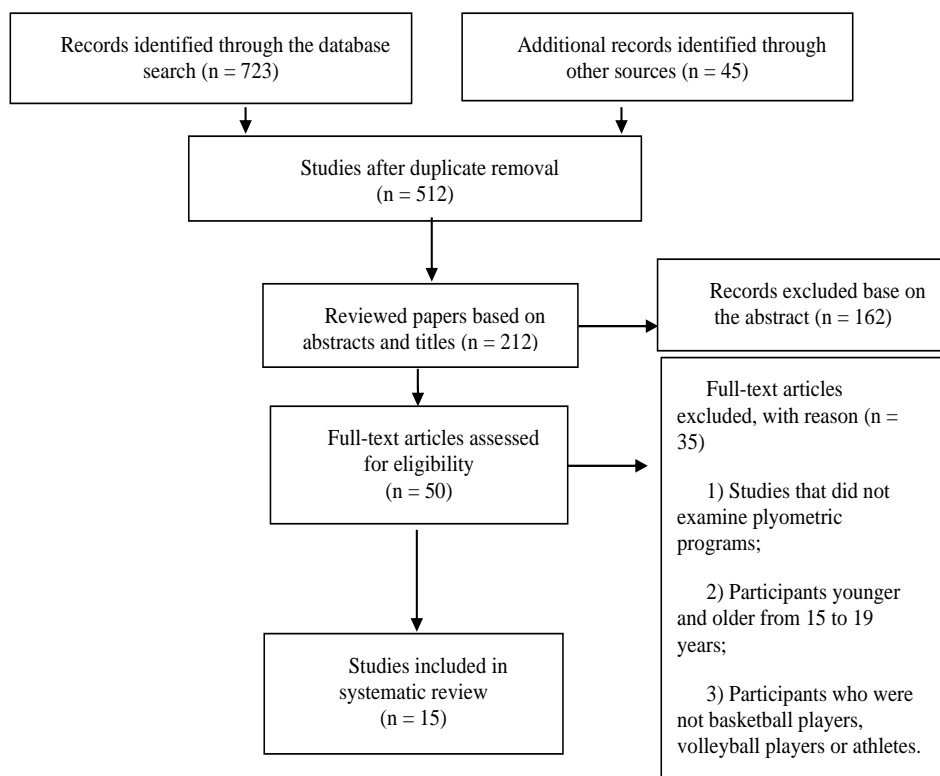 Records identified through the database
search (n = 723)
Additional records identified through
other sources (n = 45)
Studies after duplicate removal
(n = 512)
Reviewed papers based on
abstracts and titles (n = 212)
Records excluded base on
the abstract (n = 162)
Full-text articles assessed
for eligibility
(n = 50)
Full-text articles
excluded, with reason (n =
35)
1) Studies that did not
examine plyometric
programs;
2) Participants younger
and older from 15 to 19
years;
3) Participants who were
not basketball players,
volleyball players or athletes.
Studies included in
systematic review
(n = 15)